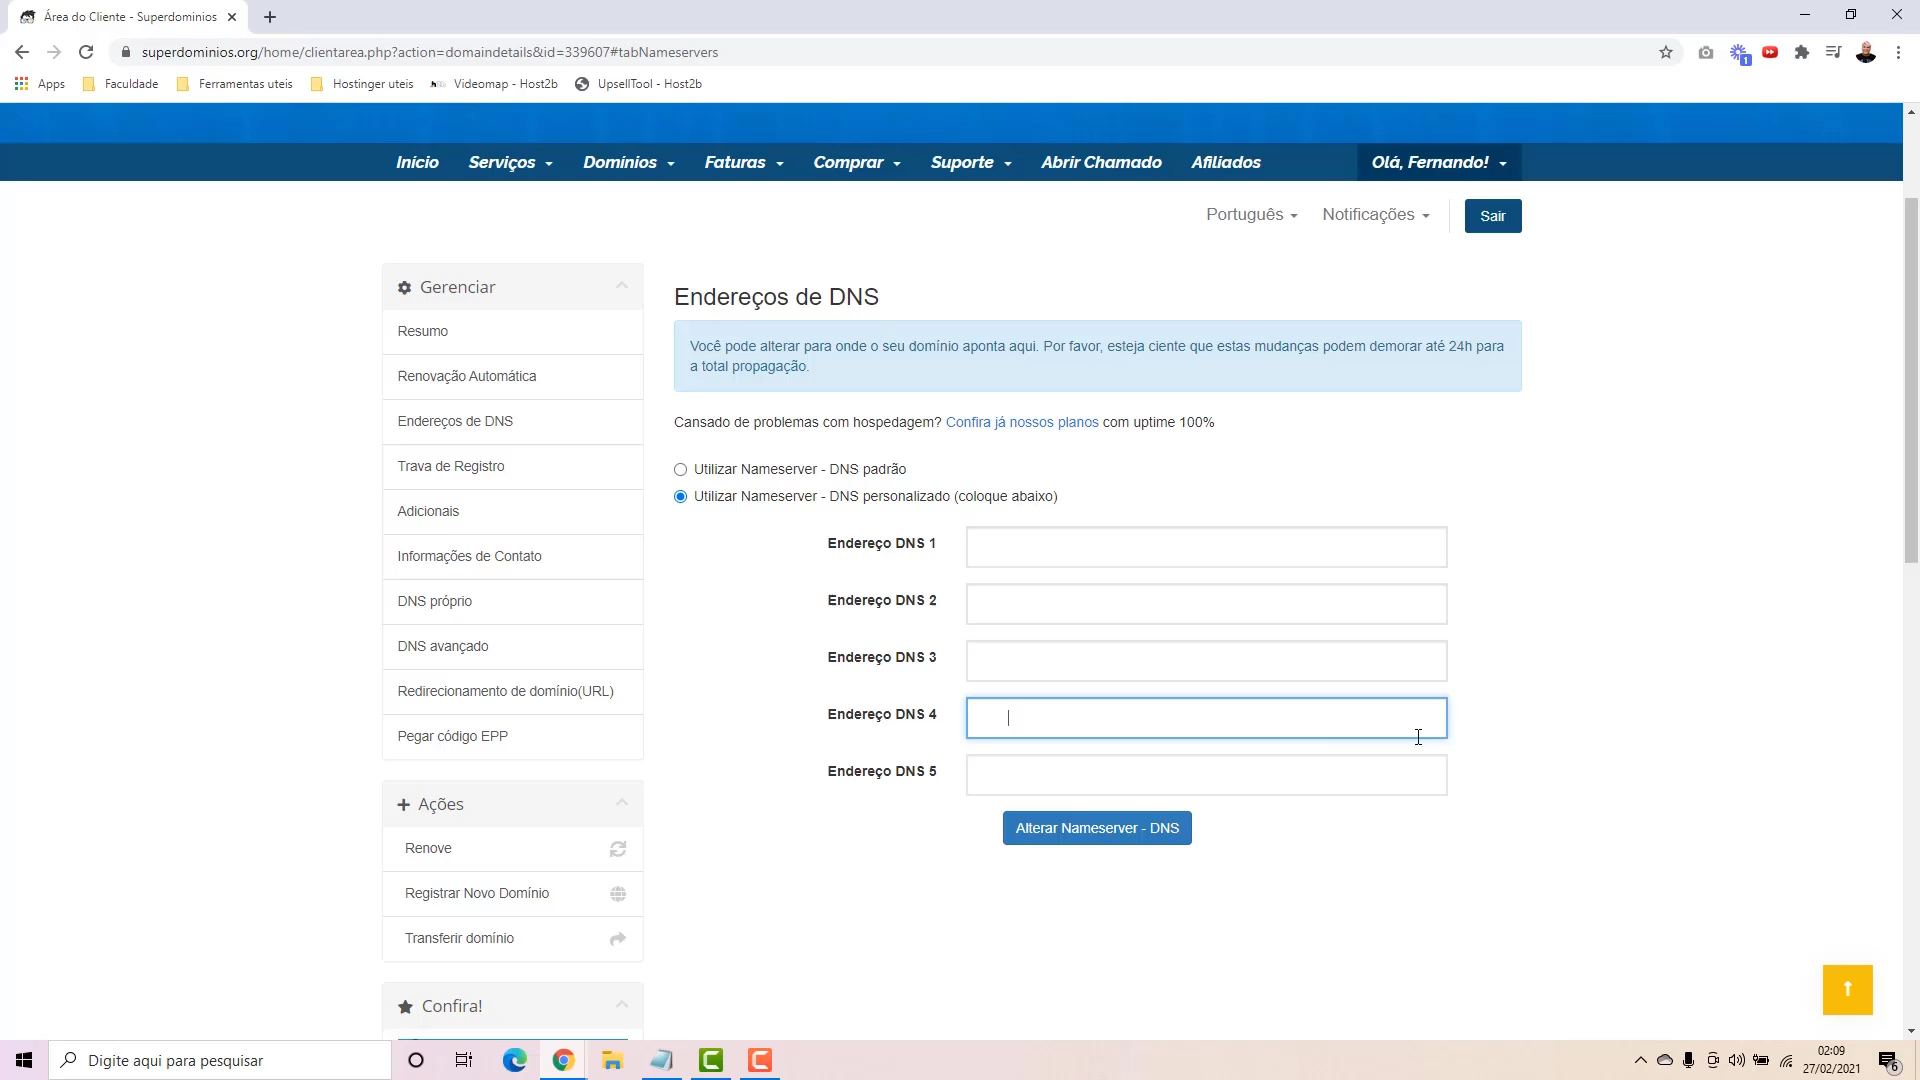 Área do Cliente - Superdominios
superdominios.org/home/clientarea.php?action=domaindetails&id=339607#tabNameservers
1
Apps
Faculdade
Ferramentas uteis
Hostinger uteis
Videomap - Host2b
UpsellTool - Host2b
Início
Serviços
Domínios
Faturas
Comprar
Suporte
Abrir Chamado
Afiliados
Olá, Fernando!
Português
Notificações
Sair
Gerenciar
Resumo
Renovação Automática
Endereços de DNS
Trava de Registro
Adicionais
Informações de Contato
DNS próprio
DNS avançado
Redirecionamento de domínio(URL)
Pegar código EPP
Ações
Renove
Registrar Novo Domínio
Transferir domínio
Confira!
Endereços de DNS
Você pode alterar para onde o seu domínio aponta aqui. Por favor, esteja ciente que estas mudanças podem demorar até 24h para
a total propagação.
Cansado de problemas com hospedagem? Confira já nossos planos com uptime 100%
Utilizar Nameserver - DNS padrão
Utilizar Nameserver - DNS personalizado (coloque abaixo)
Endereço DNS 1
Endereço DNS 2
Endereço DNS 3
Endereço DNS 4
Endereço DNS 5
Alterar Nameserver - DNS
Digite aqui para pesquisar
02:09
27/02/2021
6